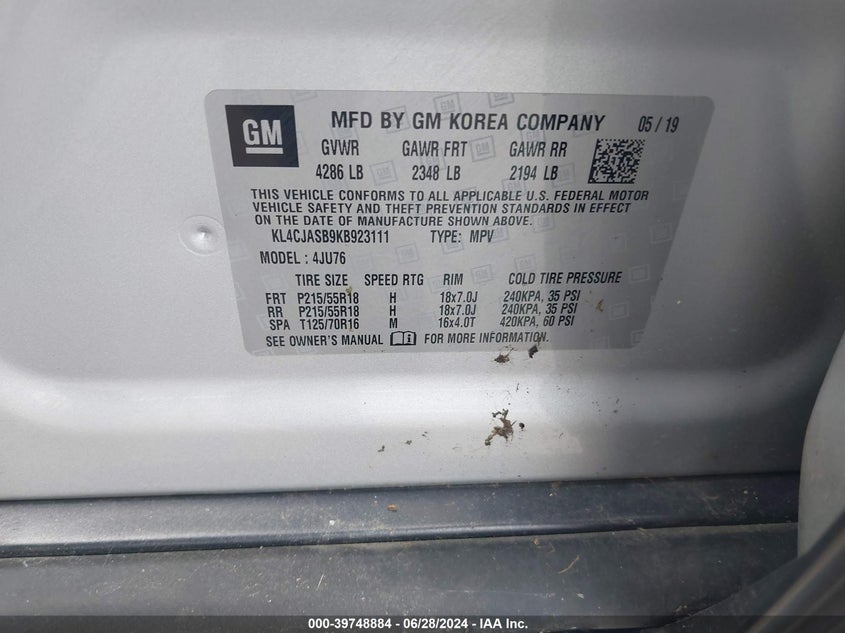 GM
MFD BY GM KOREA COMPANY 05 / 19
GVWR GAWR FRT GAWR RR
4286 LB 2348 LB 2194 LB
THIS VEHICLE CONFORMS TO ALL APPLICABLE U.S. FEDERAL MOTOR
VEHICLE SAFETY AND THEFT PREVENTION STANDARDS IN EFFECT
ON THE DATE OF MANUFACTURE SHOWN ABOVE.
KL4CJASB9KB923111 TYPE: MPV
MODEL : 4JU76
TIRE SIZE SPEED RTG RIM COLD TIRE PRESSURE
FRT P215/55R18 H 18x7.0J 240KPA, 35 PSI
RR P215/55R18 H 18x7.0J 240KPA, 35 PSI
SPA T125/70R16 M 16x4.0T 420KPA, 60 PSI
SEE OWNER'S MANUAL FOR MORE INFORMATION.
000-39748884 / 06/28/2024 - IAA Inc.